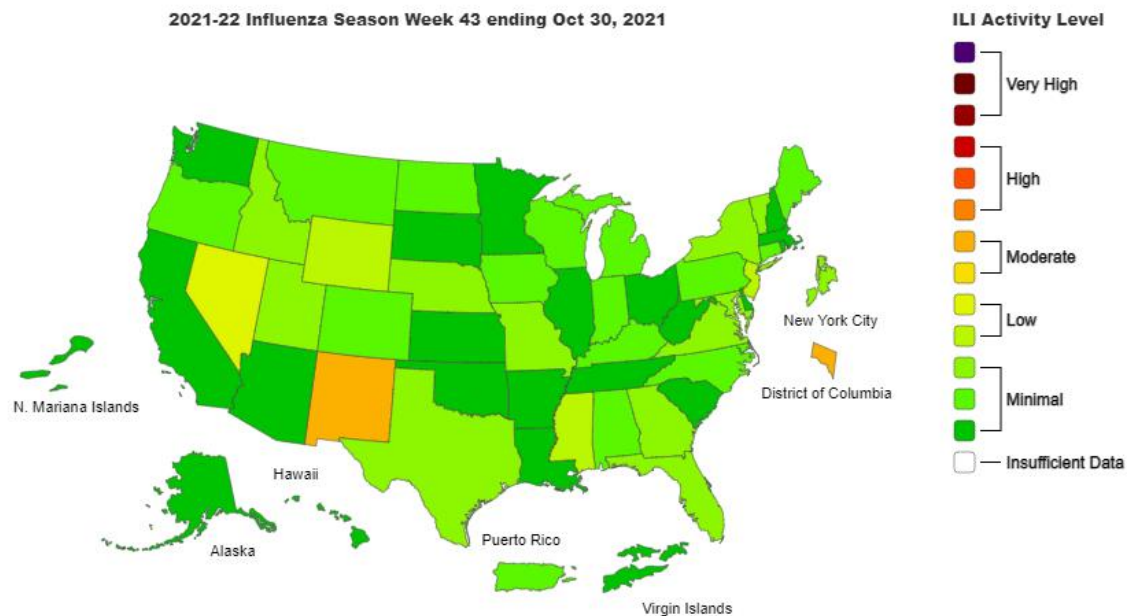 2021-22 Influenza Season Week 43 ending Oct 30, 2021
ILI Activity Level
Very High
High
Moderate
Low
Minimal
Insufficient Data
New York City
District of Columbia
N. Mariana Islands
Hawaii
Alaska
Puerto Rico
Virgin Islands